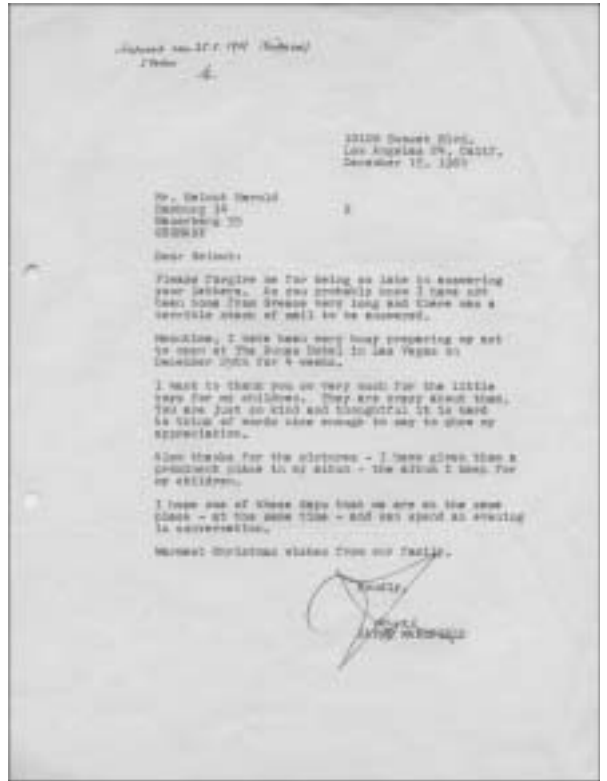 Sunset Blvd.
Los Angeles 24, Calif.
December
Mr. Helmut
Hamburg
GERMANY
Dear Helmut:
Please forgive me for being so late in answering
your letters. As you probably know I have not
been home from very long and there was a
terrible stack of mail to be answered.
Meantime, I have been very busy preparing my act
to open at The Dunes Hotel in Las Vegas on
December for 4 weeks.
I want to thank you so very much for the little
toys for my children. They are crazy about them.
You are just so kind and thoughtful it is hard
to think of words nice enough to say to show my
appreciation.
Also thanks for the pictures - I have given them a
prominent place in my album - the album I keep for
my children.
I hope one of these days that we are on the same
place - at the same time - and can spend an evening
in conversation.
Warmest Christmas wishes from our family.
Fondly,
JAYNE MANSFIELD